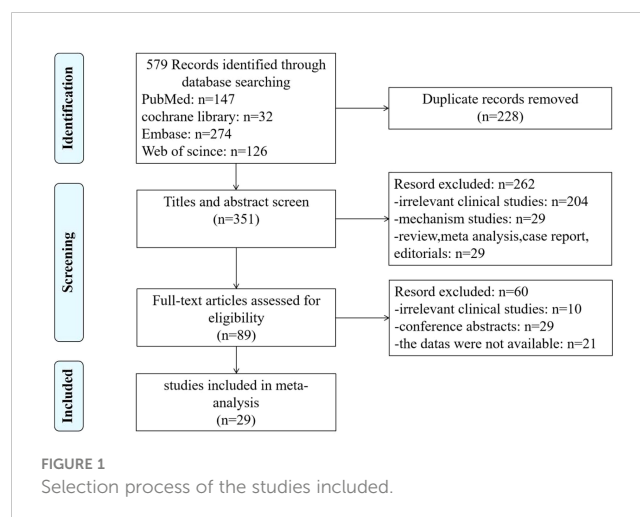 Identification
579 Records identified through
database searching
PubMed: n=147
cochrane library: n=32
Embase: n=274
Web of scince: n=126
Duplicate records removed
(n=228)
Screening
Titles and abstract screen
(n=351)
Resord excluded: n=262
-irrelevant clinical studies: n=204
-mechanism studies: n=29
-review,meta analysis,case report,
editorials: n=29
Full-text articles assessed for
eligibility
(n=89)
Resord excluded: n=60
-irrelevant clinical studies: n=10
-conference abstracts: n=29
-the datas were not available: n=21
Included
studies included in meta-
analysis
(n=29)
FIGURE 1
Selection process of the studies included.